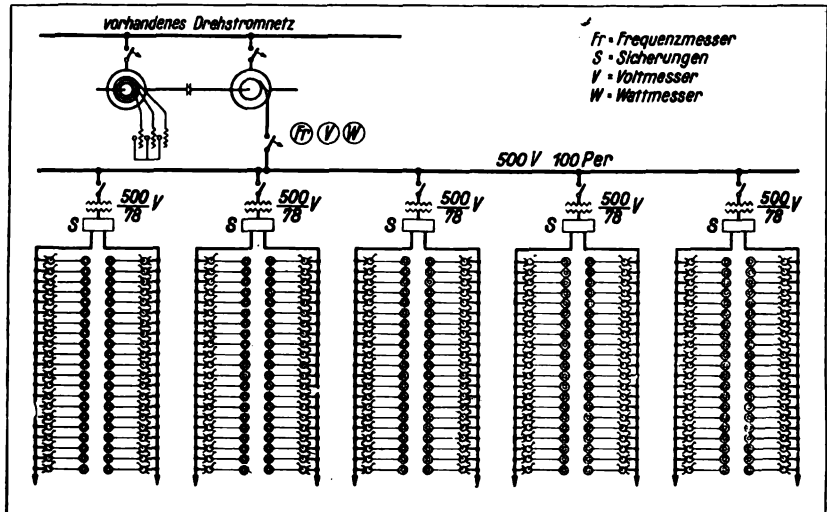 vorhandenes Drehstromnetz
Fr = Frequenzmesser
S = Sicherungen
V = Voltmesser
W = Wattmesser
Fr V W
500 V 100 Per
500/78 V 500/78 V 500/78 V 500/78 V 500/78 V
S S S S S